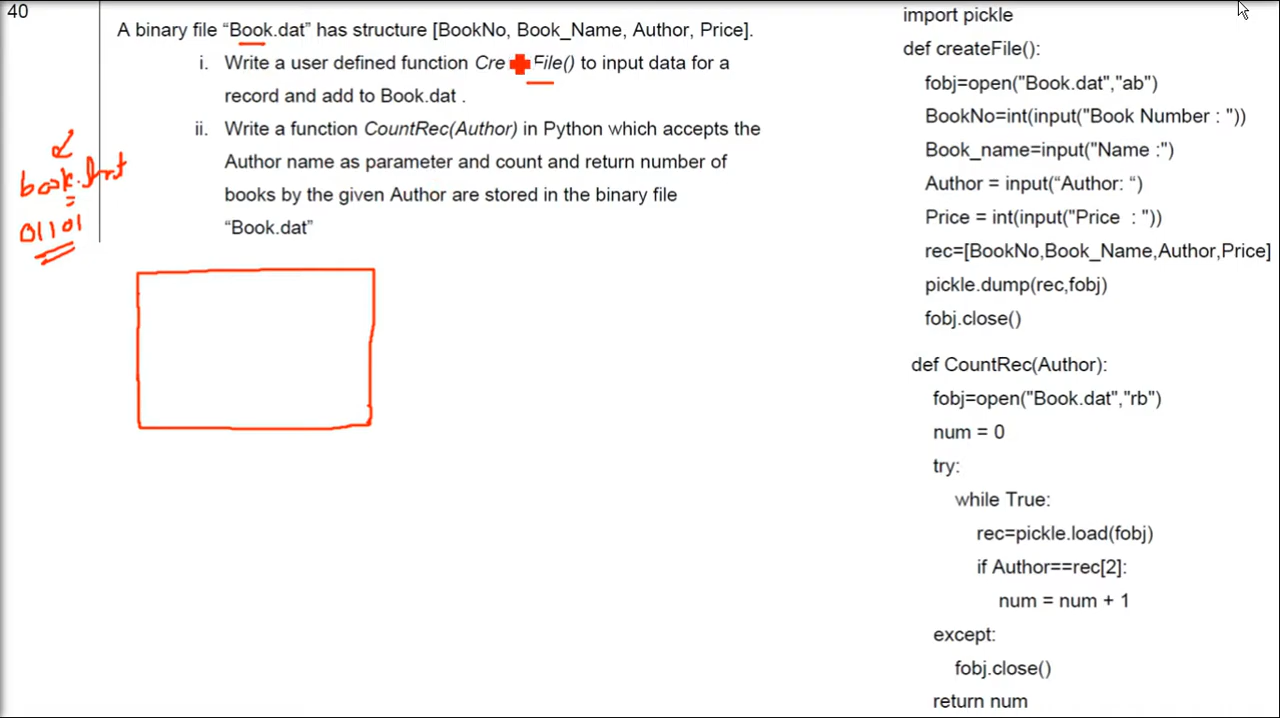 40
A binary file “Book.dat” has structure [BookNo, Book_Name, Author, Price].
i. Write a user defined function Cre File() to input data for a
record and add to Book.dat .
ii. Write a function CountRec(Author) in Python which accepts the
Author name as parameter and count and return number of
books by the given Author are stored in the binary file
“Book.dat”
book.
01101
import pickle
def createFile():
fobj=open("Book.dat","ab")
BookNo=int(input("Book Number : "))
Book_name=input("Name :")
Author = input(“Author: “)
Price = int(input("Price : "))
rec=[BookNo,Book_Name,Author,Price]
pickle.dump(rec,fobj)
fobj.close()
def CountRec(Author):
fobj=open("Book.dat","rb")
num = 0
try:
while True:
rec=pickle.load(fobj)
if Author==rec[2]:
num = num + 1
except:
fobj.close()
return num